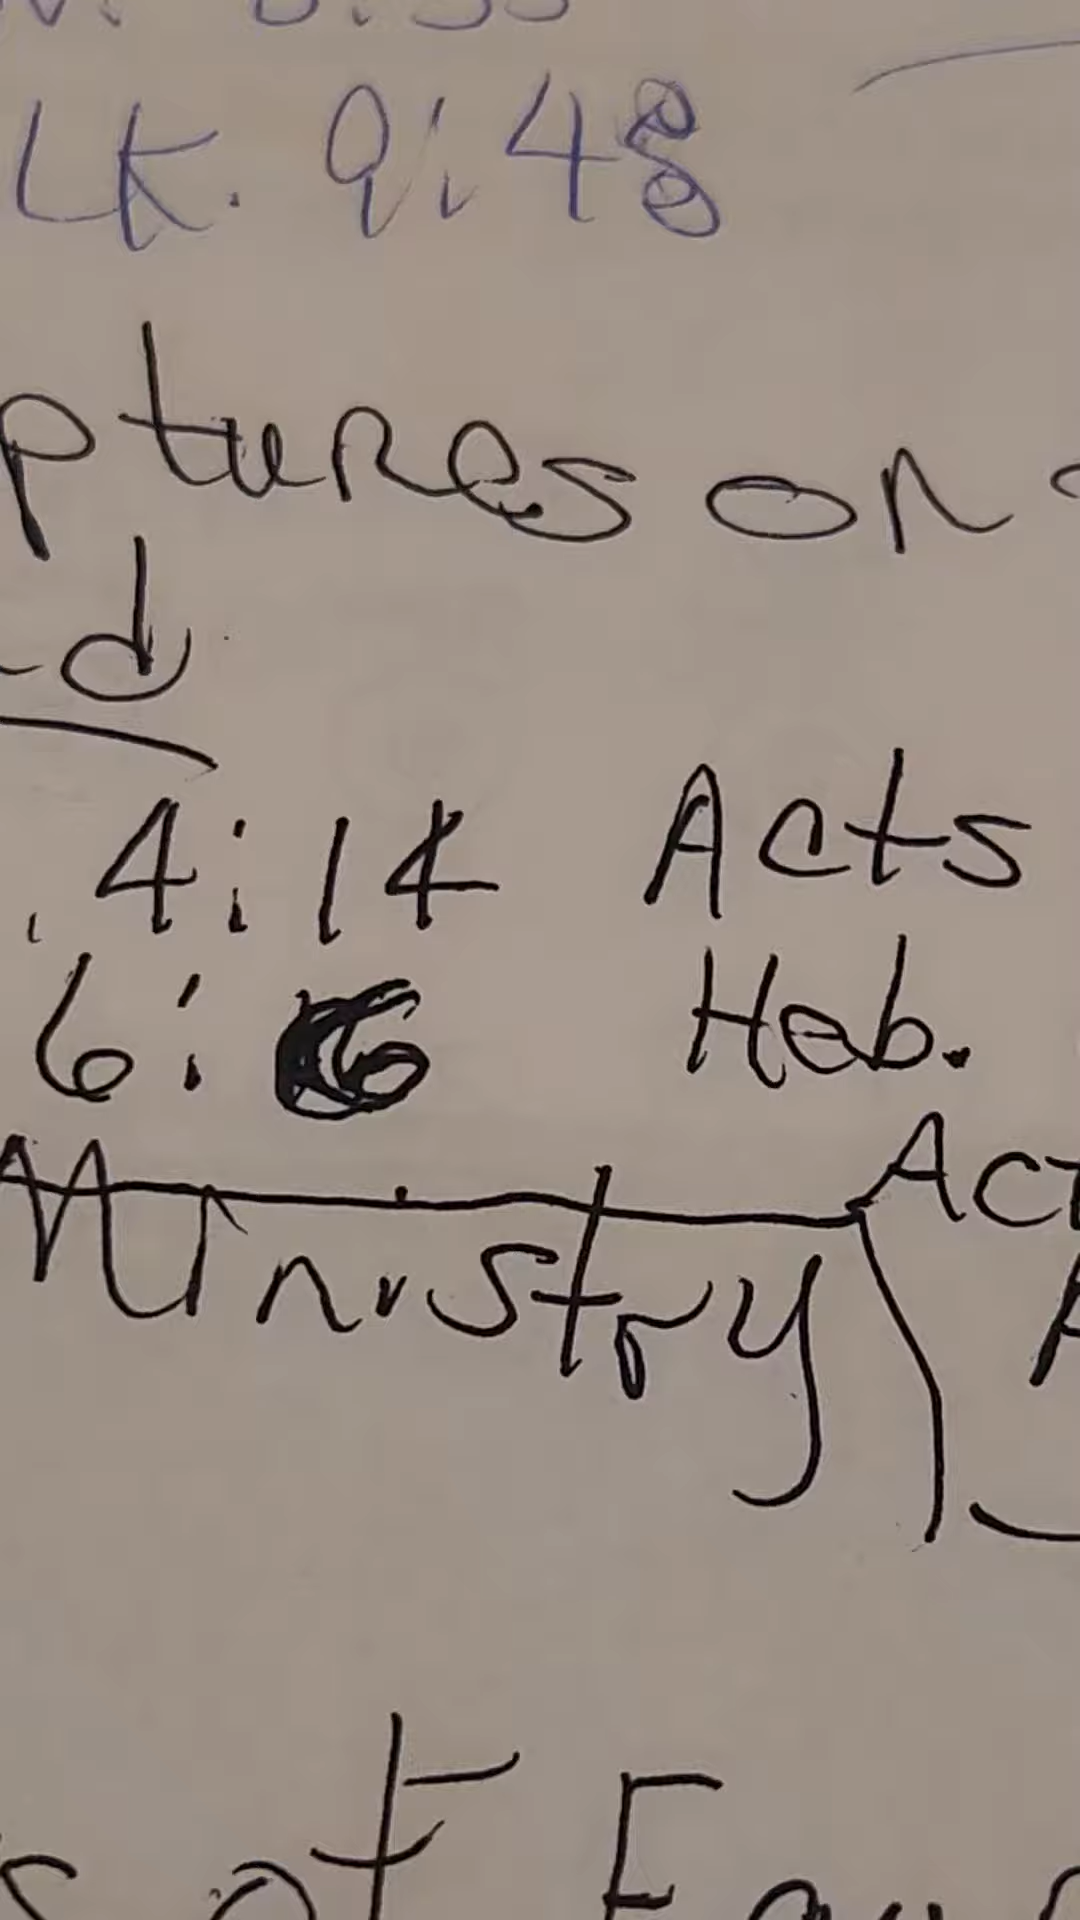 LK. 9:48
ptures on
d
4:14 Acts
6:6 Heb.
Ministry Act